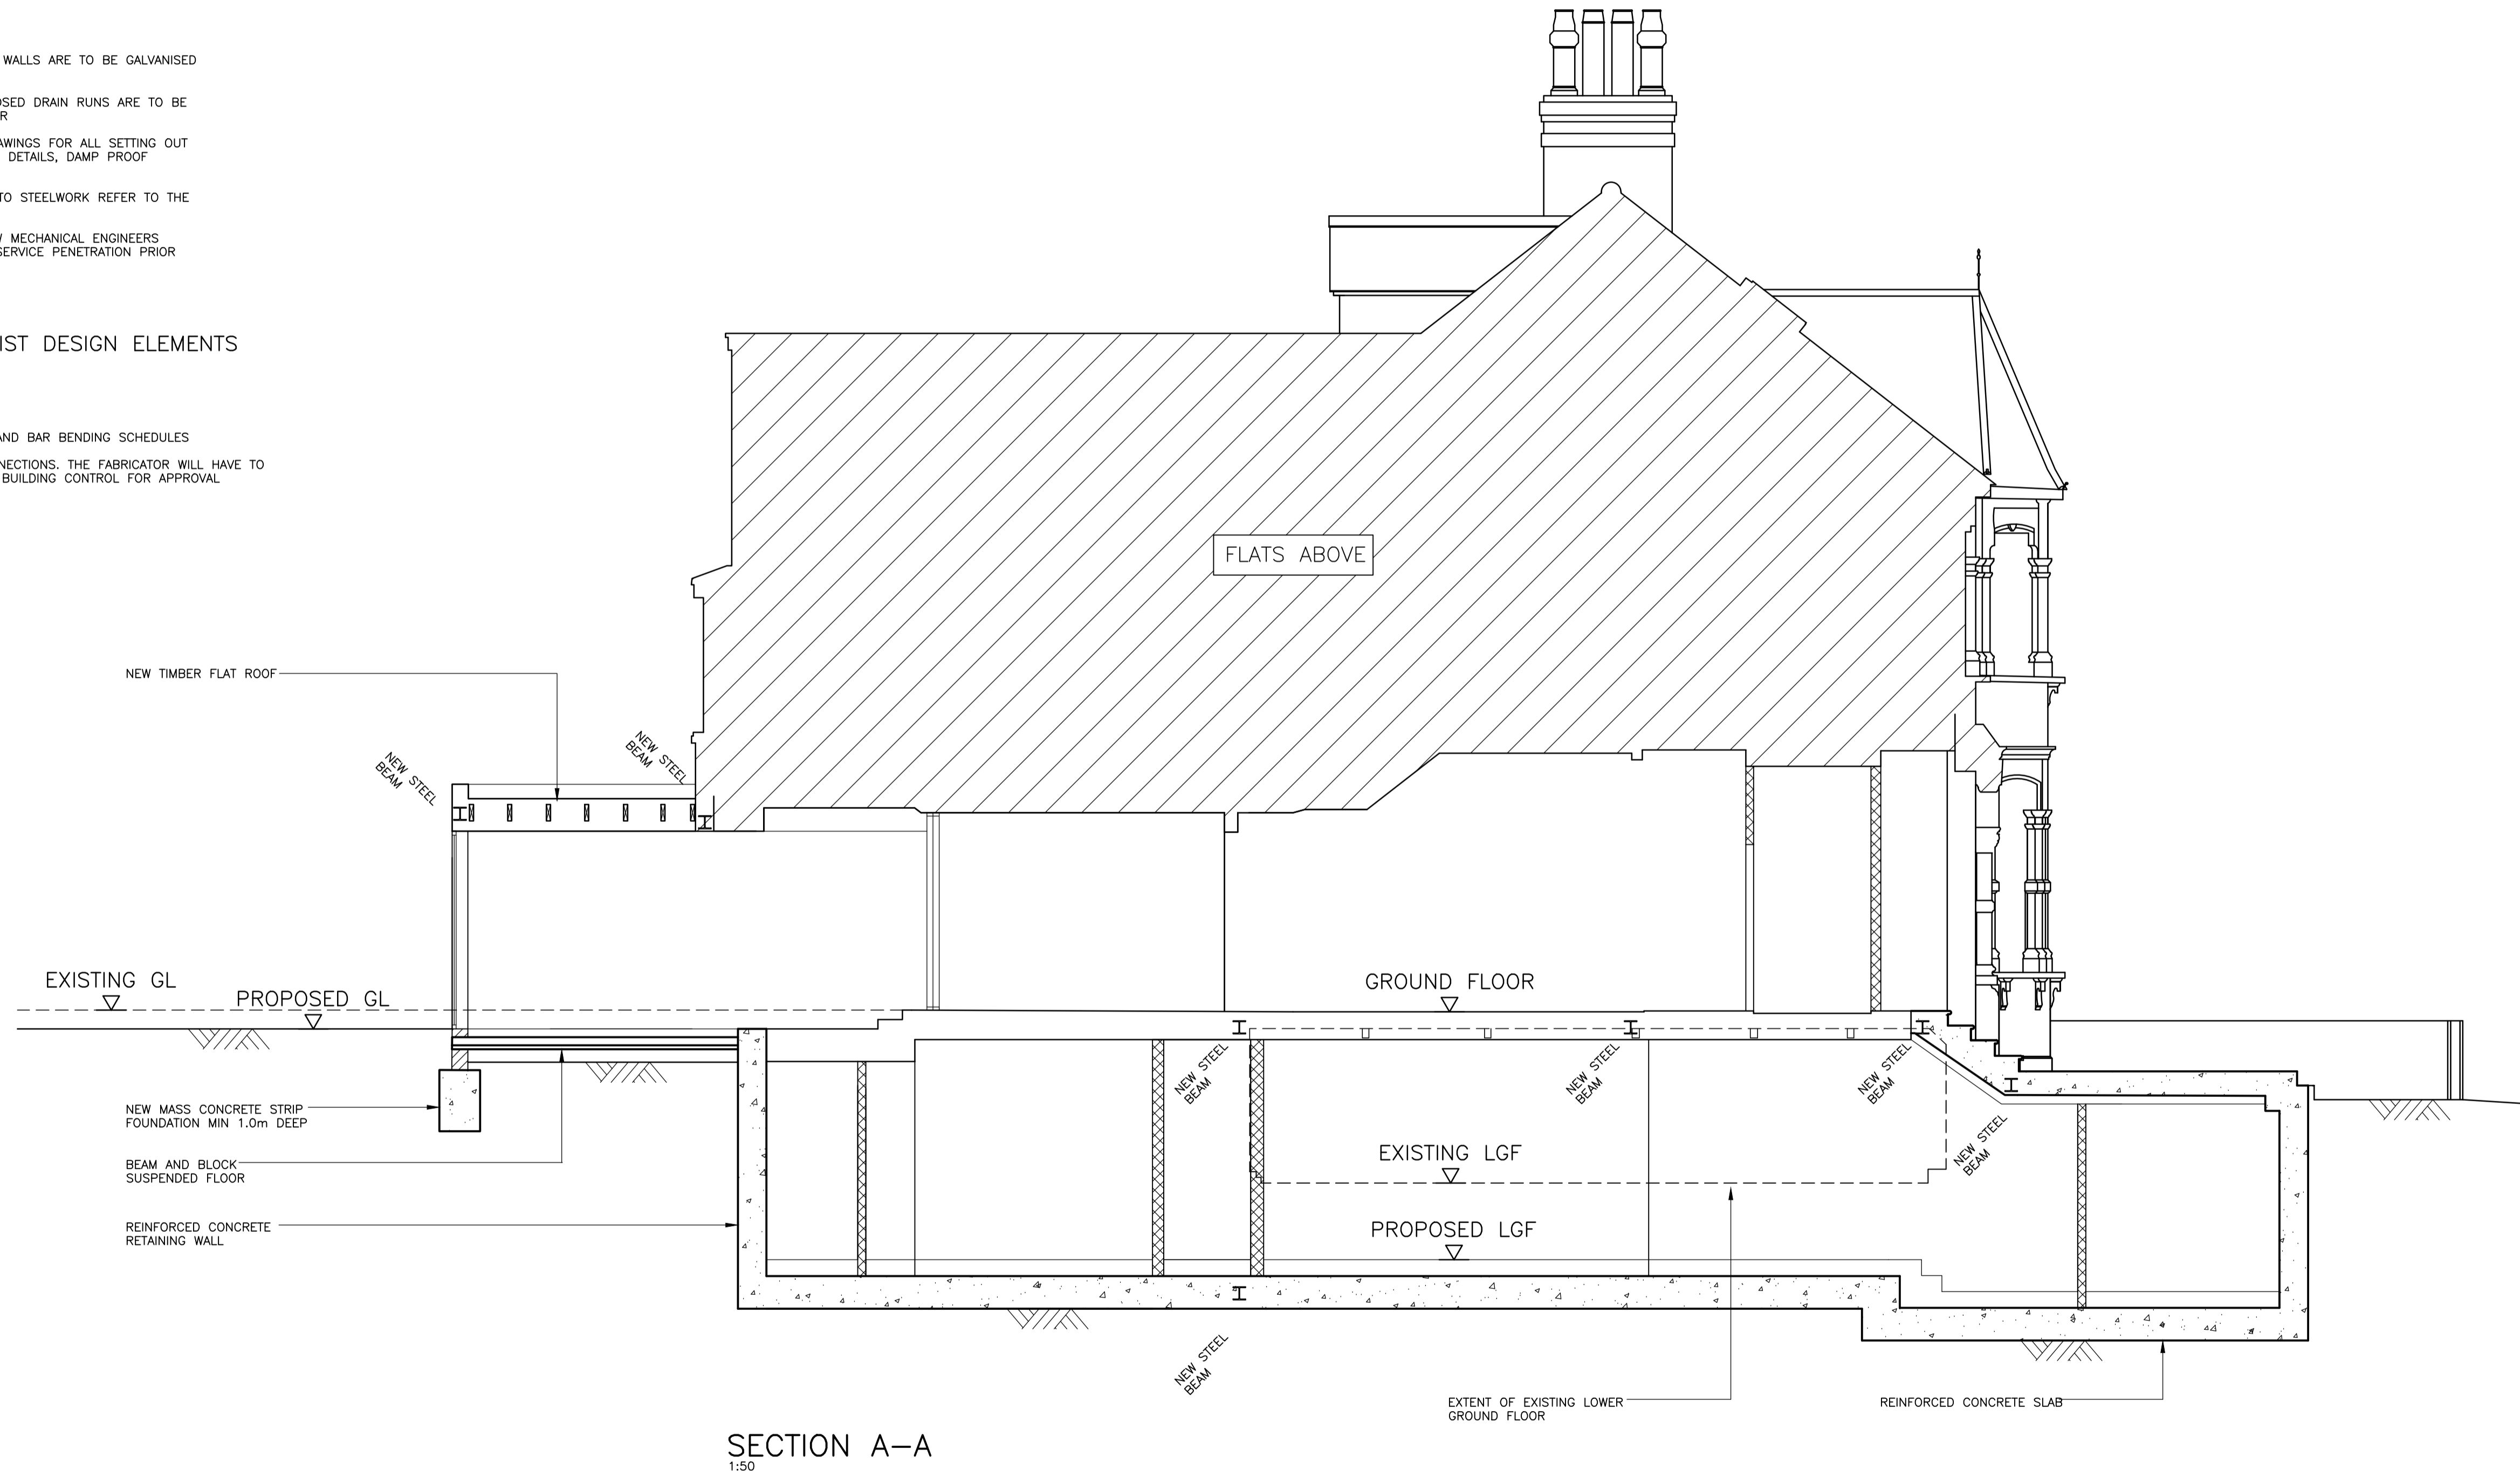 WALLS ARE TO BE GALVANISED
OSED DRAIN RUNS ARE TO BE
R
AWINGS FOR ALL SETTING OUT
DETAILS, DAMP PROOF
TO STEELWORK REFER TO THE
MECHANICAL ENGINEERS
SERVICE PENETRATION PRIOR
IST DESIGN ELEMENTS
AND BAR BENDING SCHEDULES
NECTIONS. THE FABRICATOR WILL HAVE TO
BUILDING CONTROL FOR APPROVAL
FLATS ABOVE
NEW TIMBER FLAT ROOF
NEW STEEL
BEAM
NEW STEEL
BEAM
EXISTING GL
PROPOSED GL
GROUND FLOOR
NEW STEEL
BEAM
NEW STEEL
BEAM
NEW STEEL
BEAM
NEW STEEL
BEAM
NEW MASS CONCRETE STRIP
FOUNDATION MIN 1.0m DEEP
BEAM AND BLOCK
SUSPENDED FLOOR
EXISTING LGF
REINFORCED CONCRETE
RETAINING WALL
PROPOSED LGF
NEW STEEL
BEAM
EXTENT OF EXISTING LOWER
GROUND FLOOR
REINFORCED CONCRETE SLAB
SECTION A-A
1:50